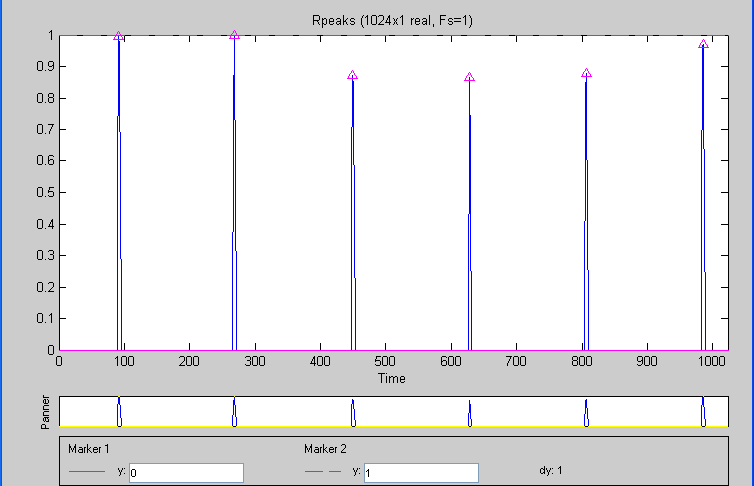 Rpeaks (1024x1 real, Fs=1)
1
0.9
0.8
0.7
0.6
0.5
0.4
0.3
0.2
0.1
0
0 100 200 300 400 500 600 700 800 900 1000
Time
Panner
Marker 1 Marker 2
y: 0 y: 1 dy: 1